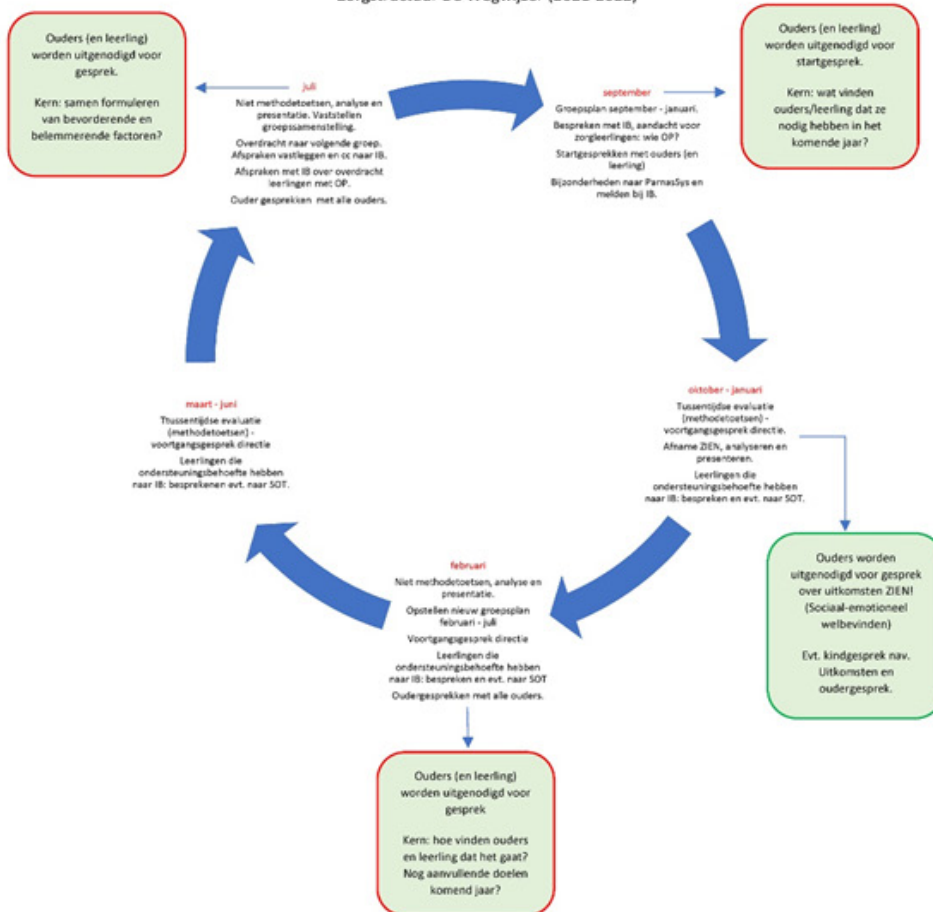 Ouders (en leerling)
worden uitgenodigd voor
gesprek.
Kern: samen formuleren
van bevorderende en
belemmerende factoren?
juli
Niet methodetoetsen, analyse en
presentatie. Vaststellen
groepssamenstelling.
Overdracht naar volgende groep.
Afspraken vastleggen en cc naar IB.
Afspraken met IB over overdracht
leerlingen met OP.
Ouder gesprekken met alle ouders.
september
Groepsplan september - januari.
Bespreken met IB, aandacht voor
zorgleerlingen: wie OP?
Startgesprekken met ouders (en
leerling)
Bijzonderheden naar ParnasSys en
melden bij IB.
Ouders (en leerling)
worden uitgenodigd voor
startgesprek.
Kern: wat vinden
ouders/leerling dat ze
nodig hebben in het
komende jaar?
maart - juni
Ttussentijdse evaluatie
(methodetoetsen) -
voortgangsgesprek directie
Leerlingen die
ondersteuningsbehoefte hebben
naar IB: besprekenen evt. naar SOT.
oktober - januari
Tussentijdse evaluatie
(methodetoetsen) -
voortgangsgesprek directie.
Afname ZIEN, analyseren en
presenteren.
Leerlingen die
ondersteuningsbehoefte hebben
naar IB: bespreken en evt. naar SOT.
Ouders worden
uitgenodigd voor gesprek
over uitkomsten ZIEN!
(Sociaal-emotioneel
welbevinden)
Evt. kindgesprek nav.
Uitkomsten en
oudergesprek.
februari
Niet methodetoetsen, analyse en
presentatie.
Opstellen nieuw groepsplan
februari - juli
Voortgangsgesprek directie
Leerlingen die
ondersteuningsbehoefte hebben
naar IB: bespreken en evt. naar SOT
Oudergesprekken met alle ouders.
Ouders (en leerling)
worden uitgenodigd voor
gesprek
Kern: hoe vinden ouders
en leerling dat het gaat?
Nog aanvullende doelen
komend jaar?